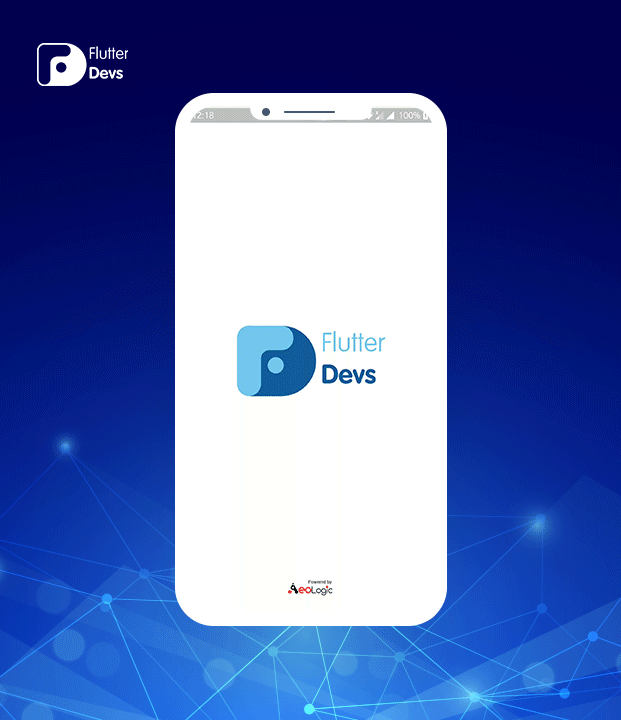 Flutter
Devs
12:18
100%
Flutter
Devs
Powered by
AeoLogic